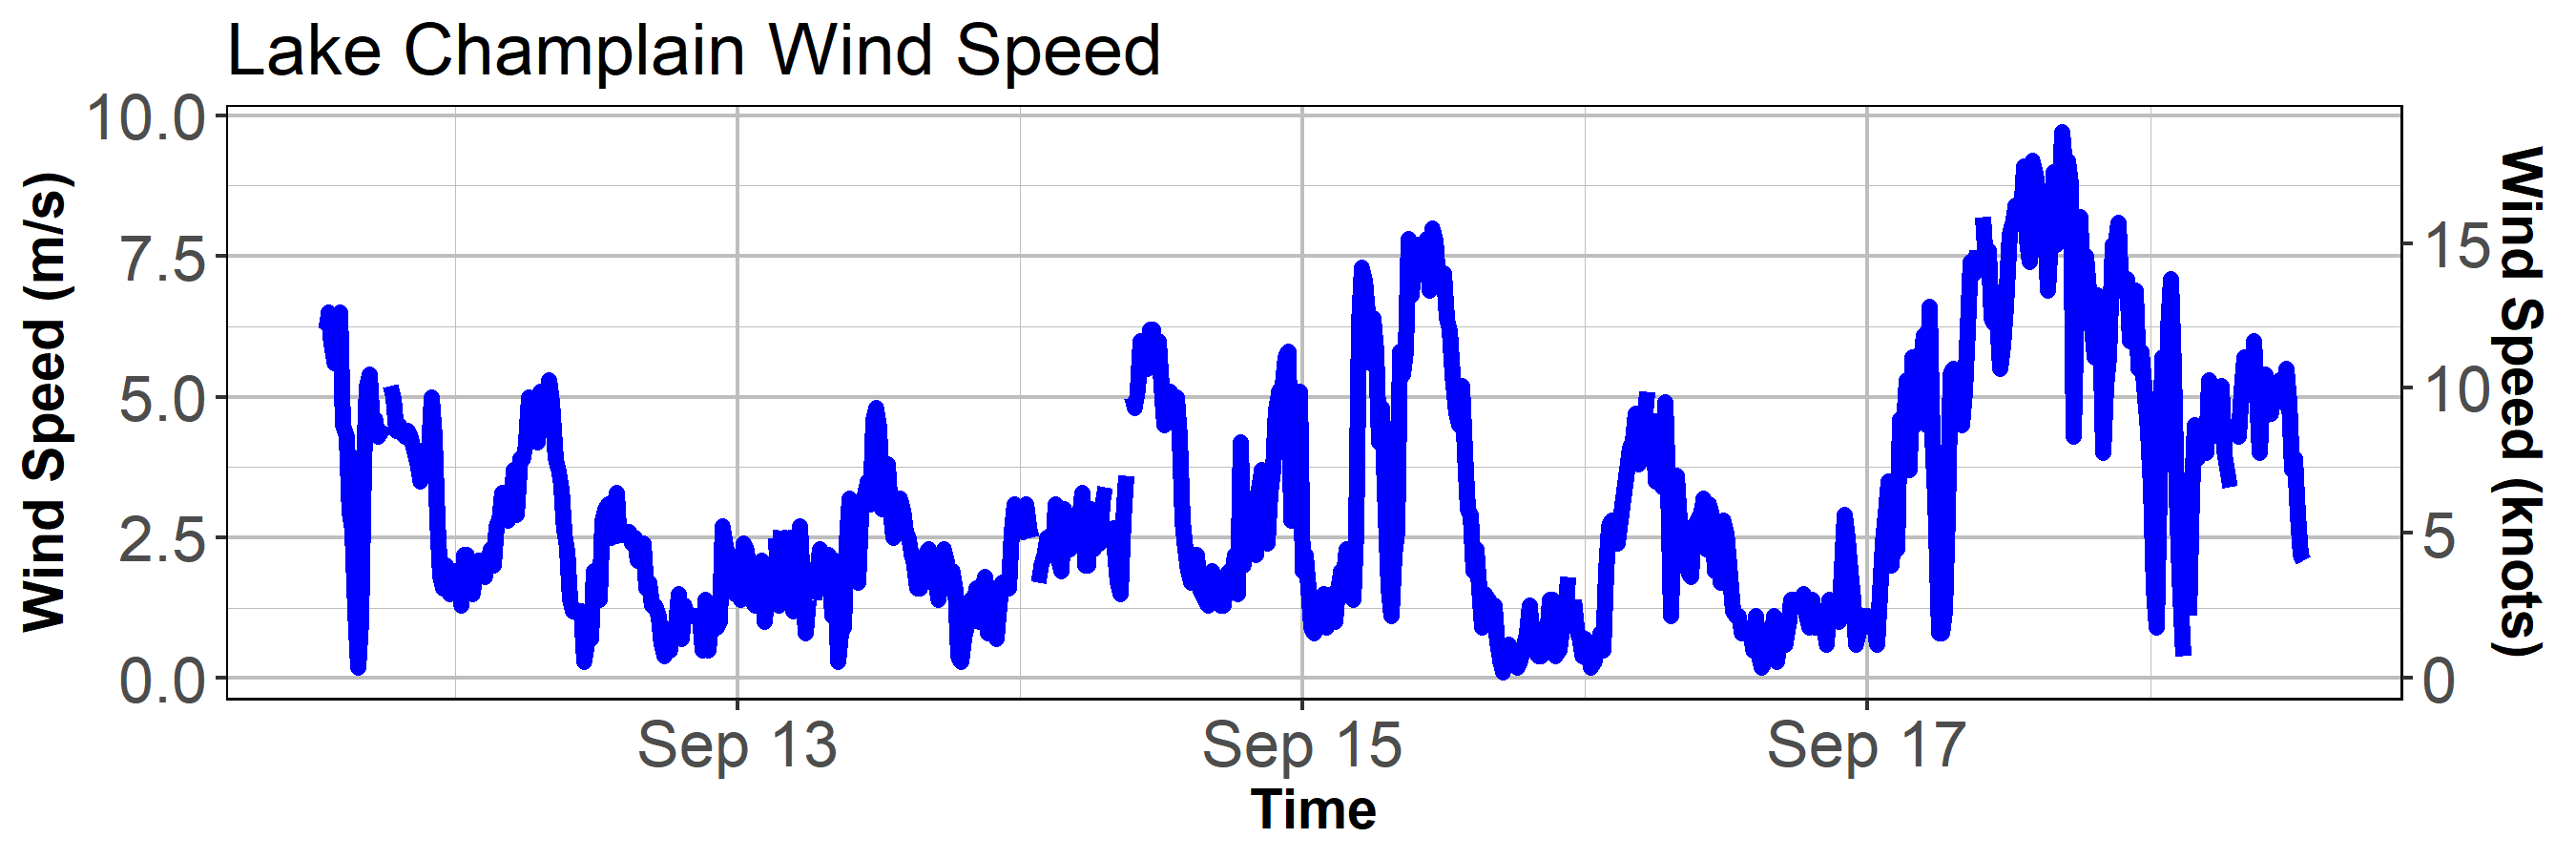 Lake Champlain Wind Speed
Wind Speed (m/s)
10.0
7.5
5.0
2.5
0.0
Wind Speed (knots)
15
10
5
0
Sep 13
Sep 15
Sep 17
Time